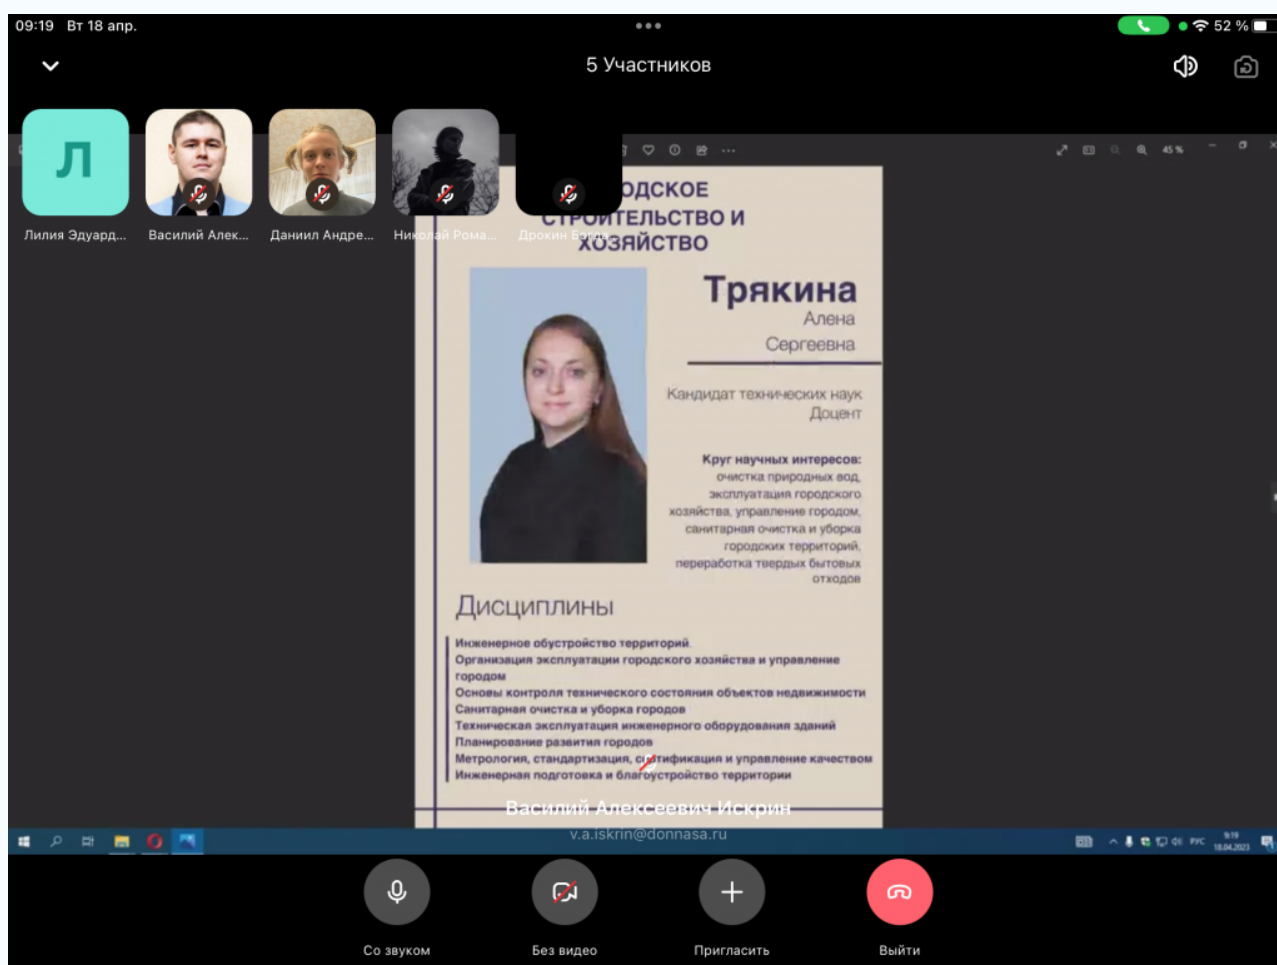 09:19 Вт 18 апр.
52 %
5 Участников
Л
Лилия Эдуард...
Василий Алек...
Даниил Андре...
Николай Рома...
Дрокин Богда...
45 %
СТРОИТЕЛЬСТВО И
ХОЗЯЙСТВО
Трякина
Алена
Сергеевна
Кандидат технических наук
Доцент
Круг научных интересов:
очистка природных вод,
эксплуатация городского
хозяйства, управление городом,
санитарная очистка и уборка
городских территорий,
переработка твердых бытовых
отходов
Дисциплины
Инженерное обустройство территорий.
Организация эксплуатации городского хозяйства и управление
городом
Основы контроля технического состояния объектов недвижимости
Санитарная очистка и уборка городов
Техническая эксплуатация инженерного оборудования зданий
Планирование развития городов
Метрология, стандартизация, сертификация и управление качеством
Инженерная подготовка и благоустройство территории
Василий Алексеевич Искрин
v.a.iskrin@donnasa.ru
РУС
9:19
18.04.2023
Со звуком
Без видео
Пригласить
Выйти